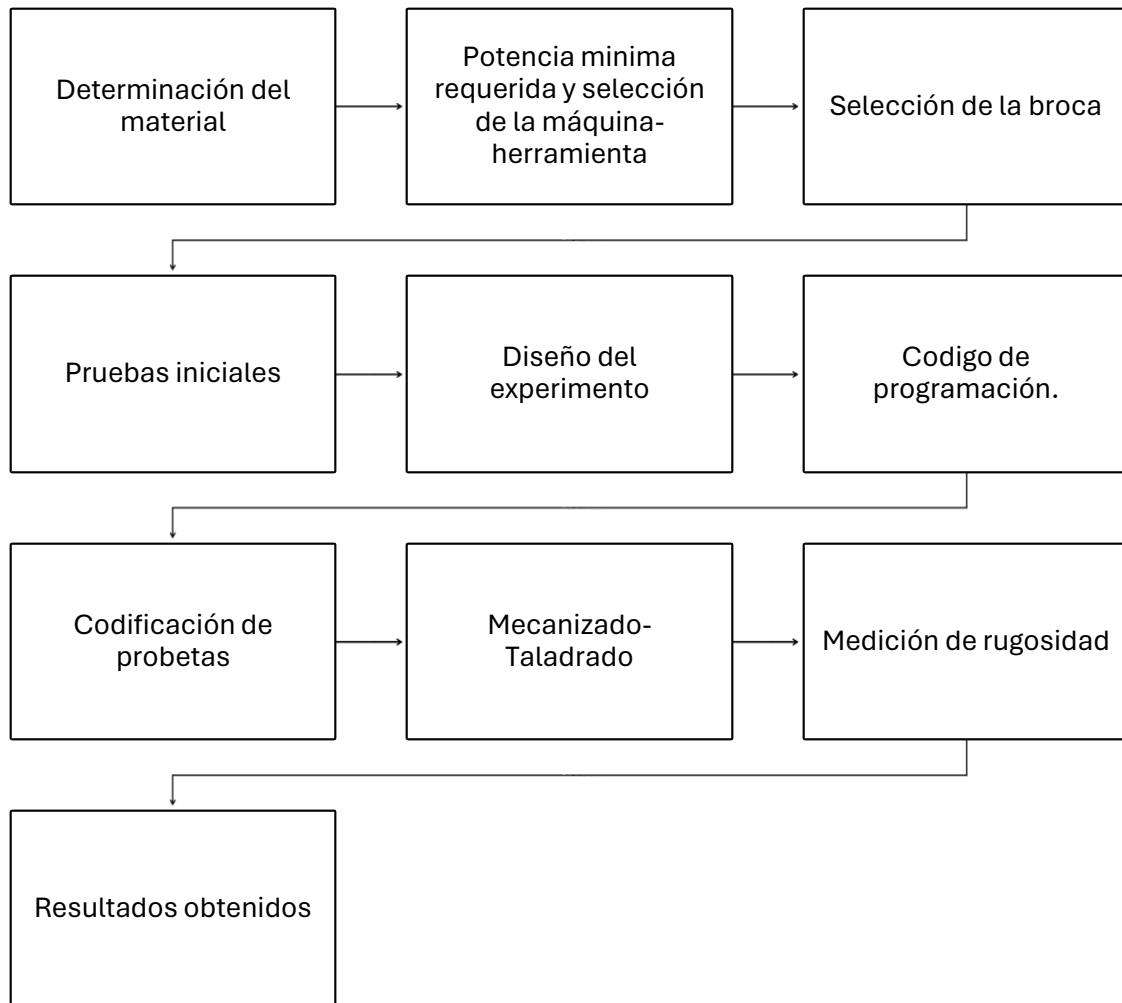 Determinación del
material
Potencia minima
requerida y selección
de la máquina-
herramienta
Selección de la broca
Pruebas iniciales
Diseño del
experimento
Codigo de
programación.
Codificación de
probetas
Mecanizado-
Taladrado
Medición de rugosidad
Resultados obtenidos